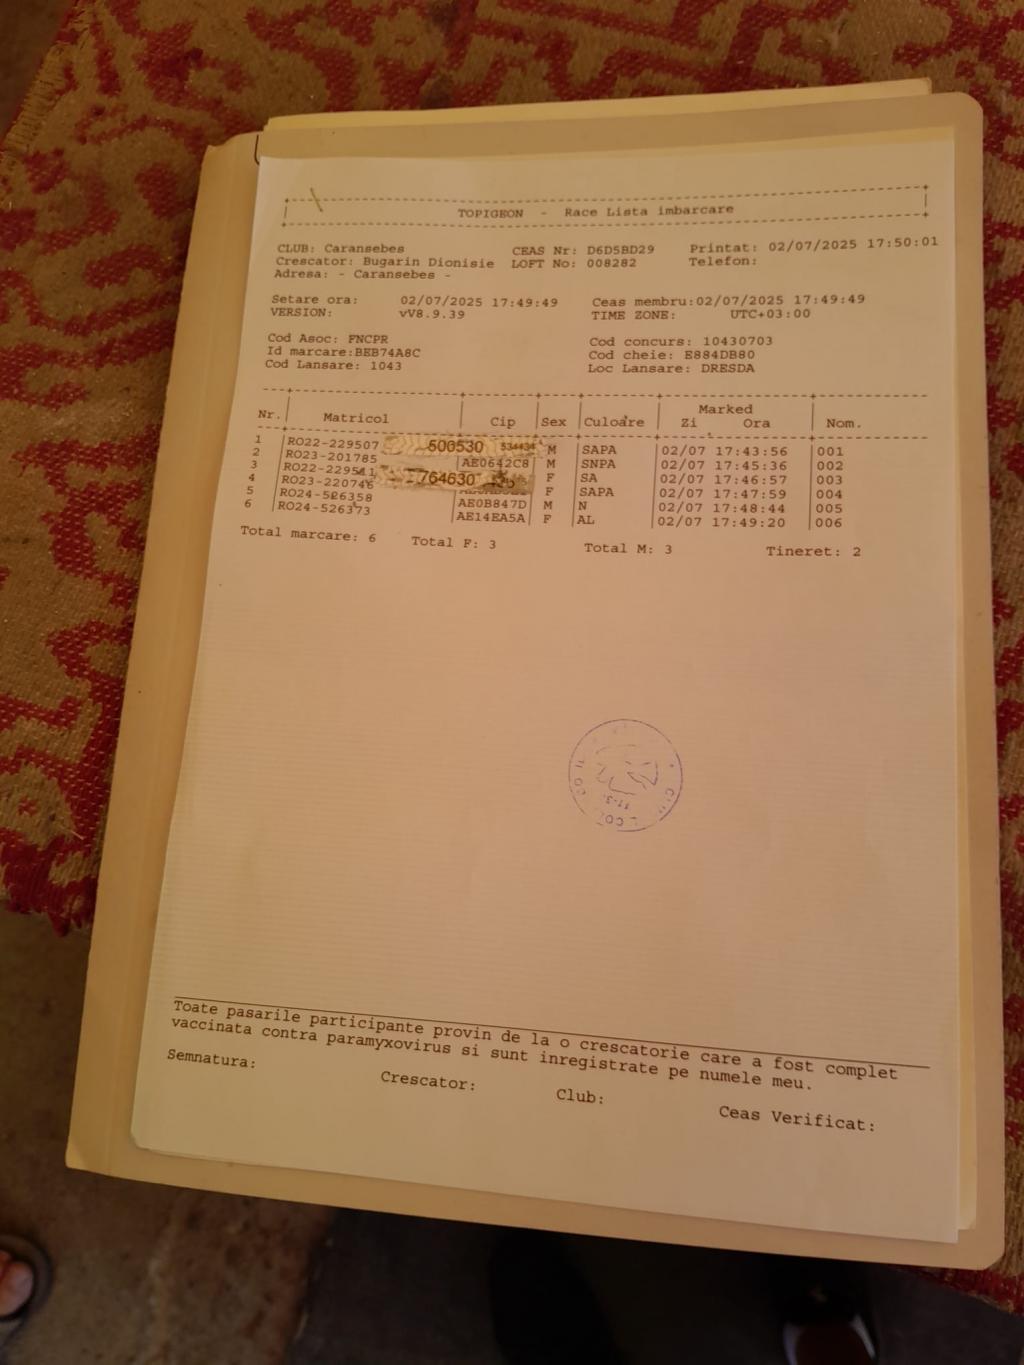 TOPIGEON - Race Lista imbarcare
CLUB: Caransebes CEAS Nr: D6D5BD29 Printat: 02/07/2025 17:50:01
Crescator: Bugarin Dionisie LOFT No: 008282 Telefon:
Adresa: - Caransebes -
Setare ora: 02/07/2025 17:49:49 Ceas membru:02/07/2025 17:49:49
VERSION: vV8.9.39 TIME ZONE: UTC+03:00
Cod Asoc: FNCPR Cod concurs: 10430703
Id marcare:BEB74A8C Cod cheie: E884DB80
Cod Lansare: 1043 Loc Lansare: DRESDA
Marked
Nr. Matricol Cip Sex Culoare Zi Ora Nom.
1 RO22-229507 500530 534434 M SAPA 02/07 17:43:56 001
2 RO23-201785 AE0642C8 M SNPA 02/07 17:45:36 002
3 RO22-229511 764630 F SA 02/07 17:46:57 003
4 RO23-220746 F SAPA 02/07 17:47:59 004
5 RO24-526358 AE0B847D M N 02/07 17:48:44 005
6 RO24-526373 AE14EA5A F AL 02/07 17:49:20 006
Total marcare: 6 Total F: 3 Total M: 3 Tineret: 2
Toate pasarile participante provin de la o crescatorie care a fost complet
vaccinata contra paramyxovirus si sunt inregistrate pe numele meu.
Semnatura: Crescator: Club: Ceas Verificat: